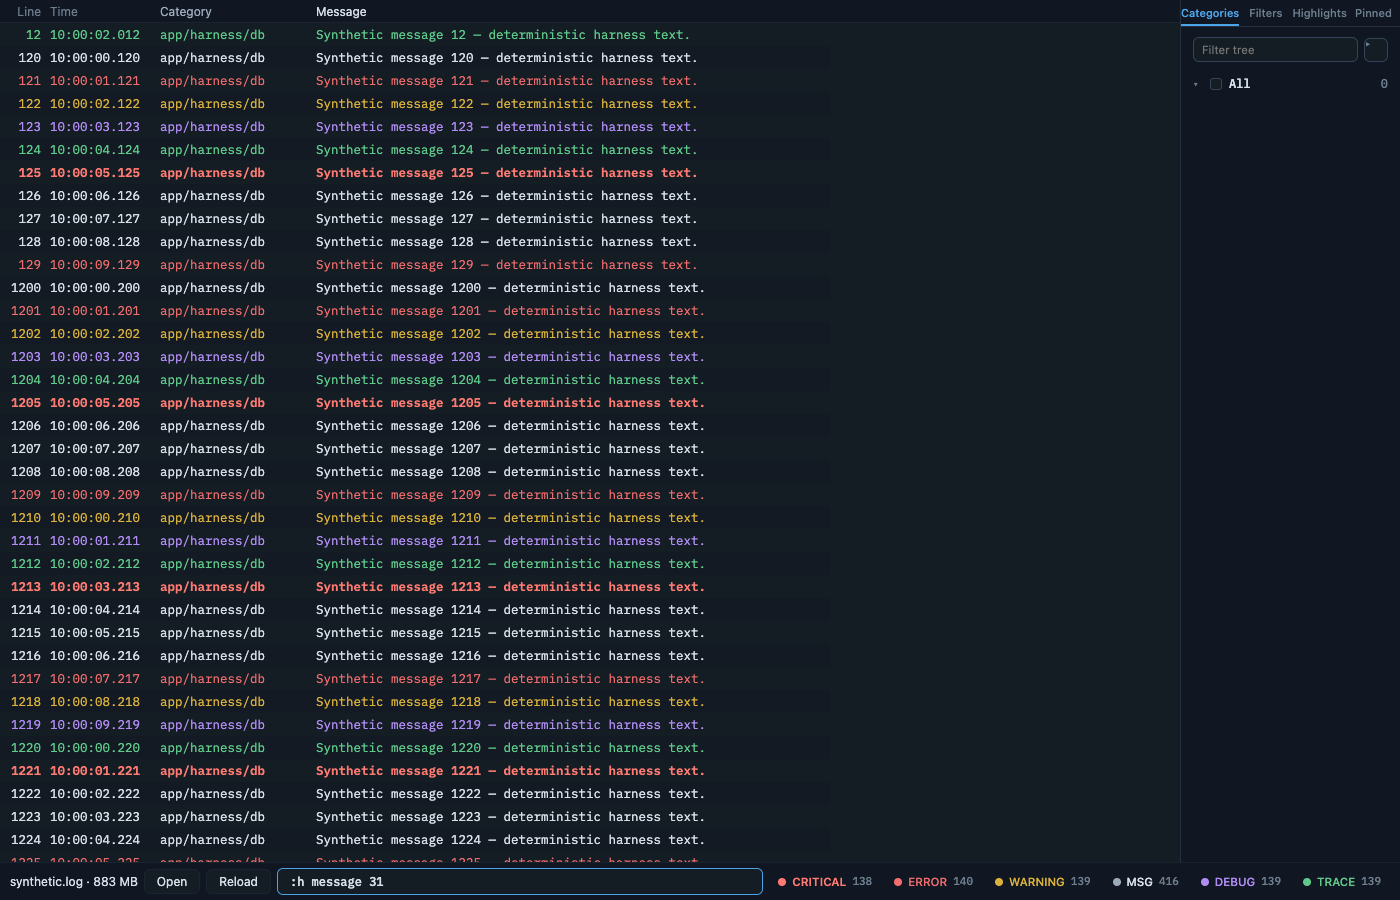 Line Time Category Message
12 10:00:02.012 app/harness/db Synthetic message 12 — deterministic harness text.
120 10:00:00.120 app/harness/db Synthetic message 120 — deterministic harness text.
121 10:00:01.121 app/harness/db Synthetic message 121 — deterministic harness text.
122 10:00:02.122 app/harness/db Synthetic message 122 — deterministic harness text.
123 10:00:03.123 app/harness/db Synthetic message 123 — deterministic harness text.
124 10:00:04.124 app/harness/db Synthetic message 124 — deterministic harness text.
125 10:00:05.125 app/harness/db Synthetic message 125 — deterministic harness text.
126 10:00:06.126 app/harness/db Synthetic message 126 — deterministic harness text.
127 10:00:07.127 app/harness/db Synthetic message 127 — deterministic harness text.
128 10:00:08.128 app/harness/db Synthetic message 128 — deterministic harness text.
129 10:00:09.129 app/harness/db Synthetic message 129 — deterministic harness text.
1200 10:00:00.200 app/harness/db Synthetic message 1200 — deterministic harness text.
1201 10:00:01.201 app/harness/db Synthetic message 1201 — deterministic harness text.
1202 10:00:02.202 app/harness/db Synthetic message 1202 — deterministic harness text.
1203 10:00:03.203 app/harness/db Synthetic message 1203 — deterministic harness text.
1204 10:00:04.204 app/harness/db Synthetic message 1204 — deterministic harness text.
1205 10:00:05.205 app/harness/db Synthetic message 1205 — deterministic harness text.
1206 10:00:06.206 app/harness/db Synthetic message 1206 — deterministic harness text.
1207 10:00:07.207 app/harness/db Synthetic message 1207 — deterministic harness text.
1208 10:00:08.208 app/harness/db Synthetic message 1208 — deterministic harness text.
1209 10:00:09.209 app/harness/db Synthetic message 1209 — deterministic harness text.
1210 10:00:00.210 app/harness/db Synthetic message 1210 — deterministic harness text.
1211 10:00:01.211 app/harness/db Synthetic message 1211 — deterministic harness text.
1212 10:00:02.212 app/harness/db Synthetic message 1212 — deterministic harness text.
1213 10:00:03.213 app/harness/db Synthetic message 1213 — deterministic harness text.
1214 10:00:04.214 app/harness/db Synthetic message 1214 — deterministic harness text.
1215 10:00:05.215 app/harness/db Synthetic message 1215 — deterministic harness text.
1216 10:00:06.216 app/harness/db Synthetic message 1216 — deterministic harness text.
1217 10:00:07.217 app/harness/db Synthetic message 1217 — deterministic harness text.
1218 10:00:08.218 app/harness/db Synthetic message 1218 — deterministic harness text.
1219 10:00:09.219 app/harness/db Synthetic message 1219 — deterministic harness text.
1220 10:00:00.220 app/harness/db Synthetic message 1220 — deterministic harness text.
1221 10:00:01.221 app/harness/db Synthetic message 1221 — deterministic harness text.
1222 10:00:02.222 app/harness/db Synthetic message 1222 — deterministic harness text.
1223 10:00:03.223 app/harness/db Synthetic message 1223 — deterministic harness text.
1224 10:00:04.224 app/harness/db Synthetic message 1224 — deterministic harness text.
Categories Filters Highlights Pinned
Filter tree
All 0
synthetic.log · 883 MB Open Reload :h message 31 CRITICAL 138 ERROR 140 WARNING 139 MSG 416 DEBUG 139 TRACE 139